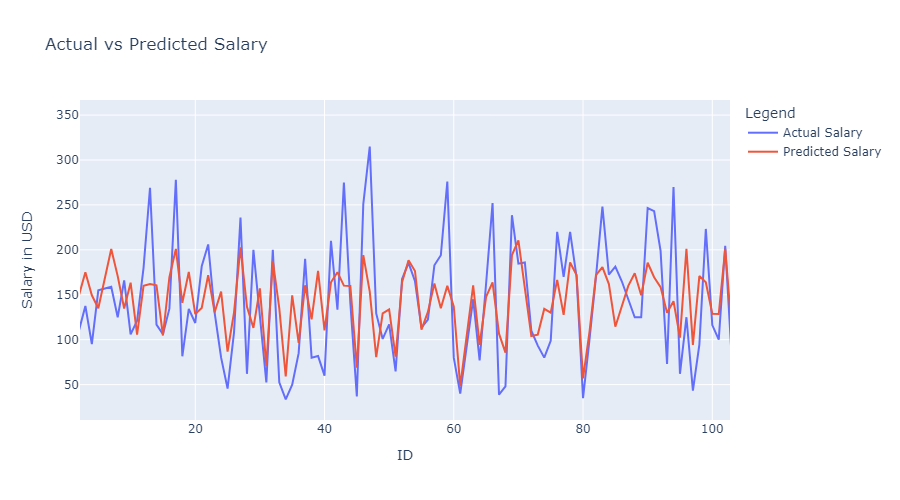 Actual vs Predicted Salary
Legend
Actual Salary
Predicted Salary
350
300
250
200
150
100
50
Salary in USD
20
40
60
80
100
ID